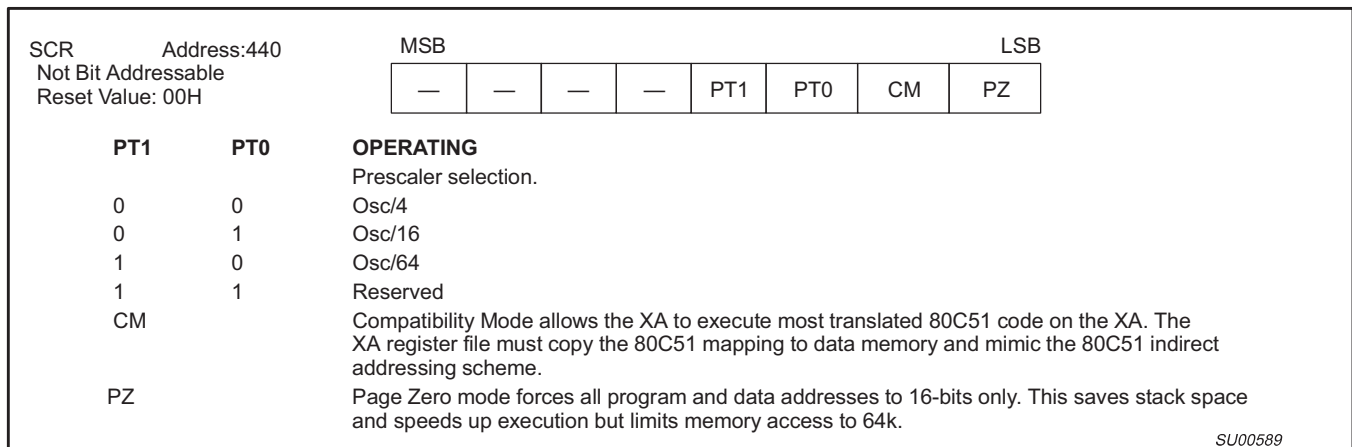 SCR Address:440 MSB LSB
Not Bit Addressable
Reset Value: 00H
— — — — PT1 PT0 CM PZ
PT1 PT0 OPERATING
Prescaler selection.
0 0 Osc/4
0 1 Osc/16
1 0 Osc/64
1 1 Reserved
CM Compatibility Mode allows the XA to execute most translated 80C51 code on the XA. The
XA register file must copy the 80C51 mapping to data memory and mimic the 80C51 indirect
addressing scheme.
PZ Page Zero mode forces all program and data addresses to 16-bits only. This saves stack space
and speeds up execution but limits memory access to 64k.
SU00589